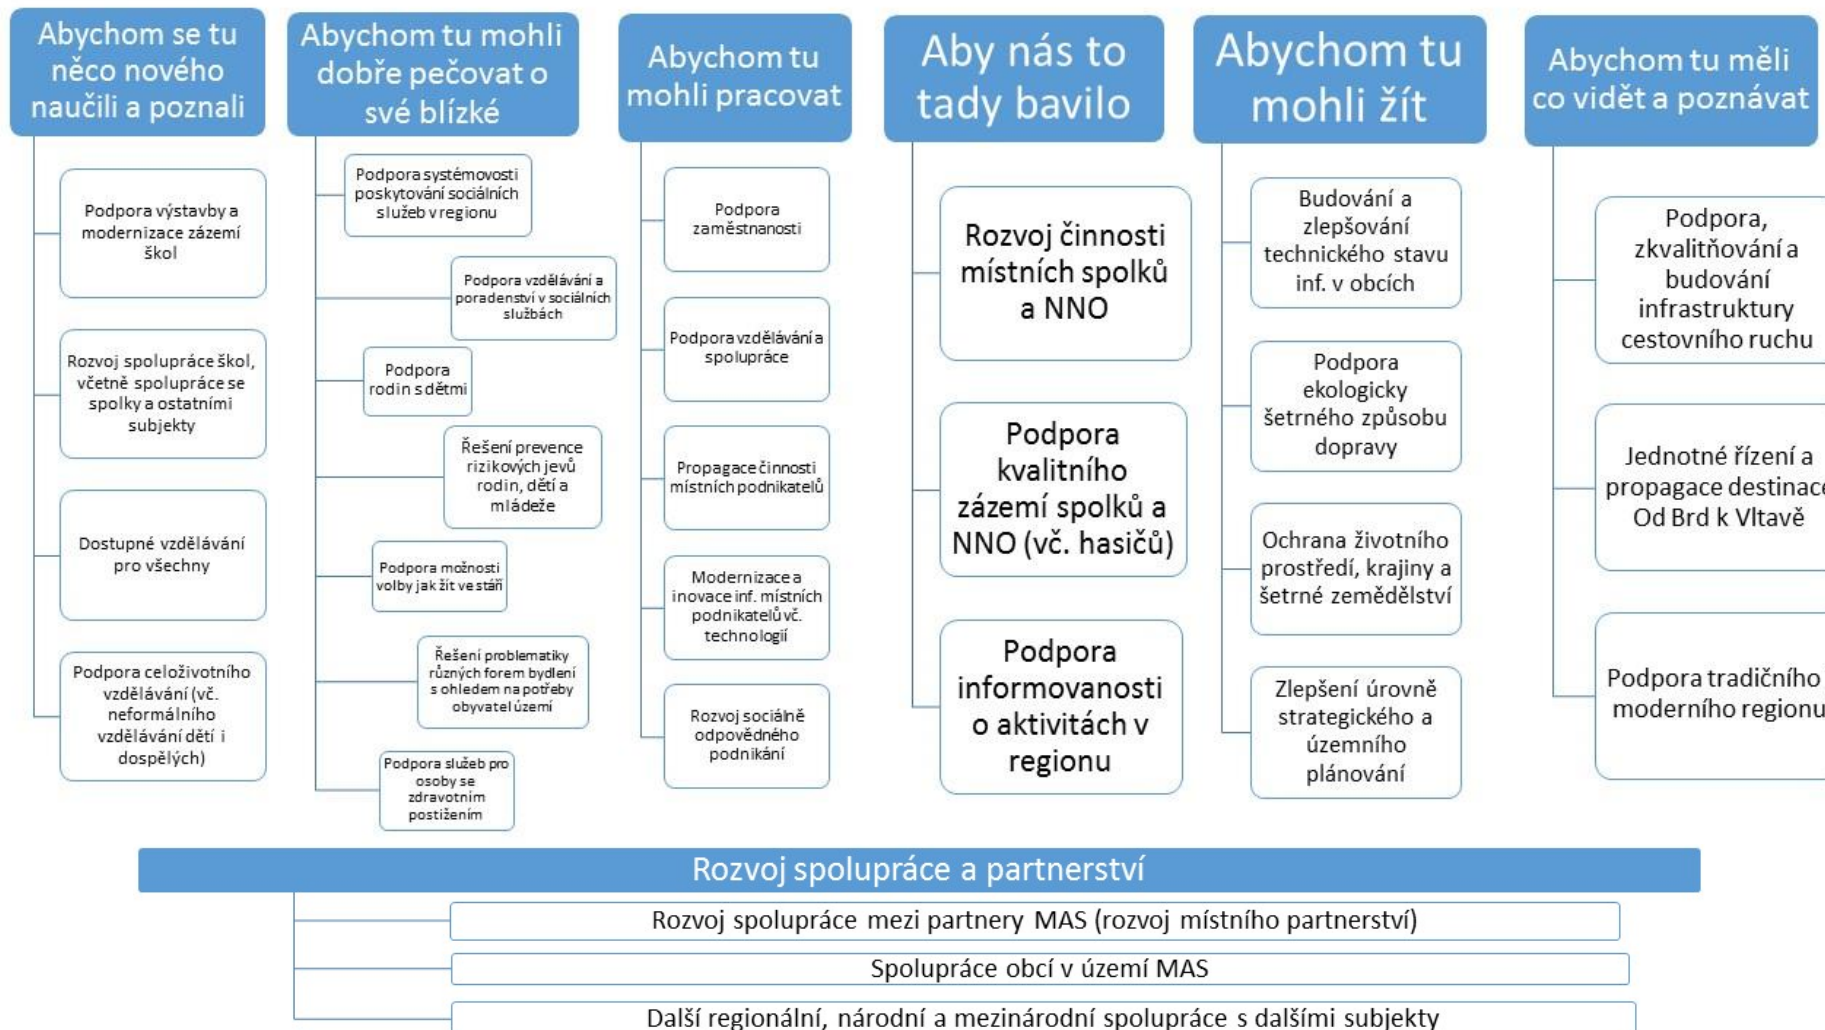 Abychom se tu
něco nového
naučili a poznali
Podpora výstavby a
modernizace zázemí
škol
Rozvoj spolupráce škol,
včetně spolupráce se
spolky a ostatními
subjekty
Dostupné vzdělávání
pro všechny
Podpora celoživotního
vzdělávání (vč.
neformálního
vzdělávání dětí i
dospělých)
Abychom tu mohli
dobře pečovat o
své blízké
Podpora systémovosti
poskytování sociálních
služeb v regionu
Podpora vzdělávání a
poradenství v sociálních
službách
Podpora
rodin s dětmi
Řešení prevence
rizikových jevů
rodin, dětí a
mládeže
Podpora možnosti
volby jak žít ve stáří
Řešení problematiky
různých forem bydlení
s ohledem na potřeby
obyvatel území
Podpora služeb pro
osoby se
zdravotním
postižením
Abychom tu
mohli pracovat
Podpora
zaměstnanosti
Podpora vzdělávání a
spolupráce
Propagace činnosti
místních podnikatelů
Modernizace a
inovace inf. místních
podnikatelů vč.
technologií
Rozvoj sociálně
odpovědného
podnikání
Aby nás to
tady bavilo
Rozvoj činnosti
místních spolků
a NNO
Podpora
kvalitního
zázemí spolků a
NNO (vč. hasičů)
Podpora
informovanosti
o aktivitách v
regionu
Abychom tu
mohli žít
Budování a
zlepšování
technického stavu
inf. v obcích
Podpora
ekologicky
šetrného způsobu
dopravy
Ochrana životního
prostředí, krajiny a
šetrné zemědělství
Zlepšení úrovně
strategického a
územního
plánování
Abychom tu měli
co vidět a poznávat
Podpora,
zkvalitňování a
budování
infrastruktury
cestovního ruchu
Jednotné řízení a
propagace destinace
Od Brd k Vltavě
Podpora tradičního
moderního regionu
Rozvoj spolupráce a partnerství
Rozvoj spolupráce mezi partnery MAS (rozvoj místního partnerství)
Spolupráce obcí v území MAS
Další regionální, národní a mezinárodní spolupráce s dalšími subjekty